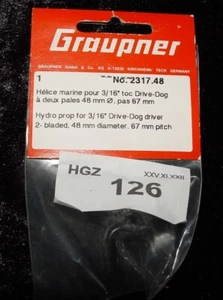 Graupner
GRAUPNER GMBH & CO KG D-73230 KIRCHHEIM / TECK GERMANY
1
No. 2317.48
Hélice marine pour 3/16" toc Drive-Dog
à deux pales 48 mm Ø, pas 67 mm
Hydro prop for 3/16" Drive-Dog driver
2- bladed, 48 mm diameter. 67 mm pitch
HGZ
XXV.XI.XXII
126